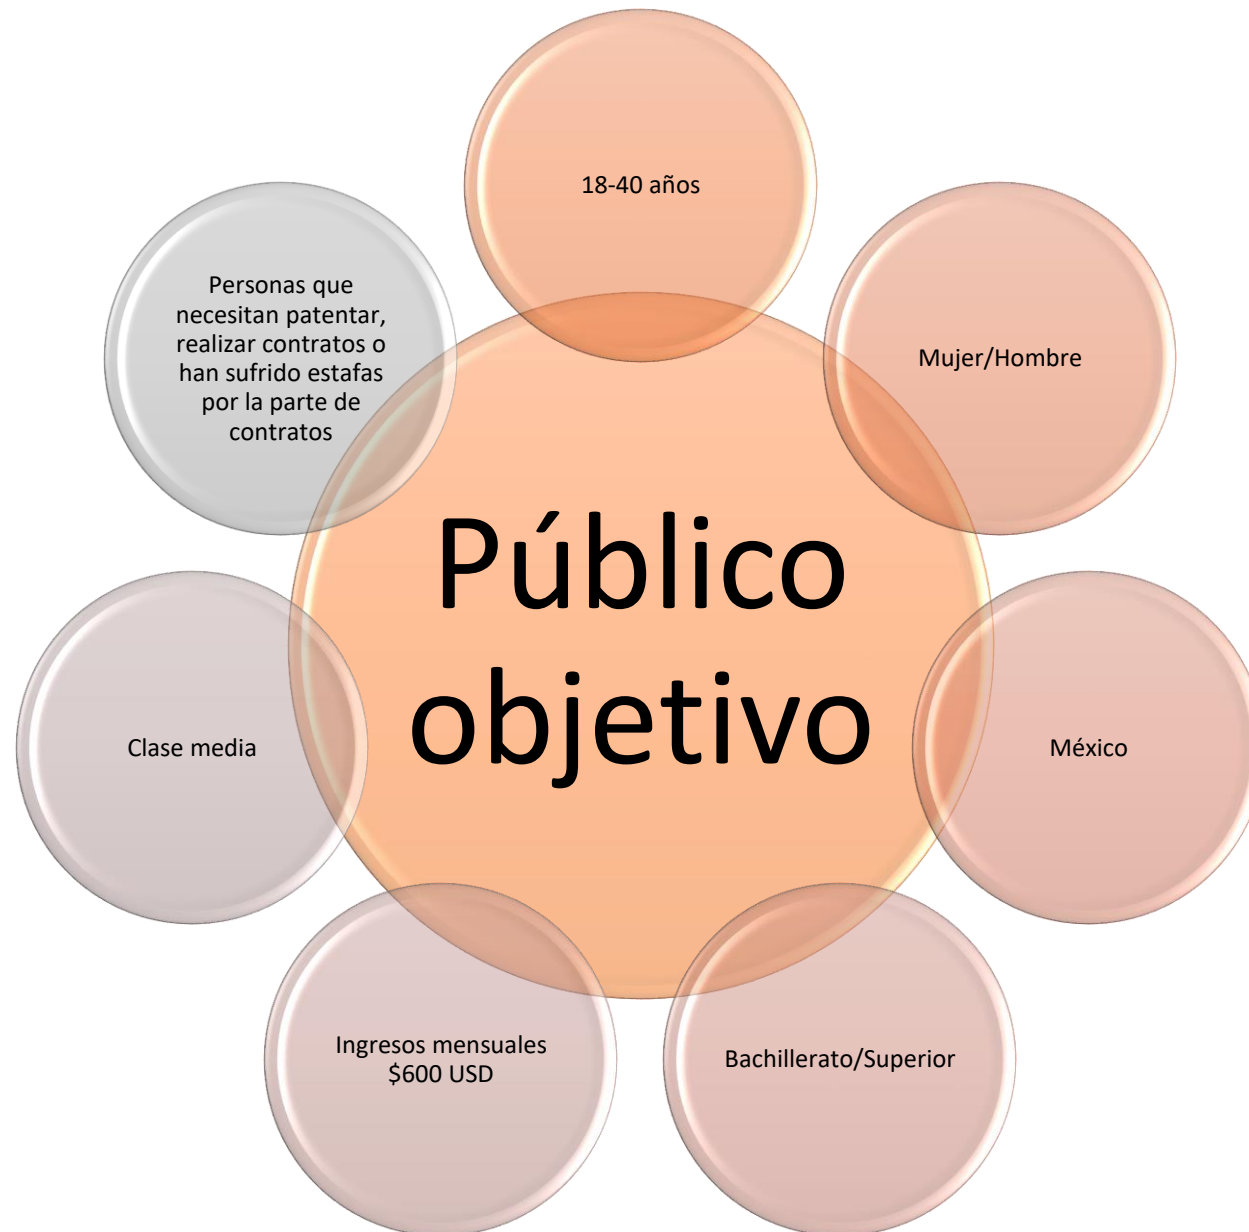 18-40 años
Mujer/Hombre
México
Bachillerato/Superior
Ingresos mensuales
$600 USD
Clase media
Personas que
necesitan patentar,
realizar contratos o
han sufrido estafas
por la parte de
contratos
Público
objetivo